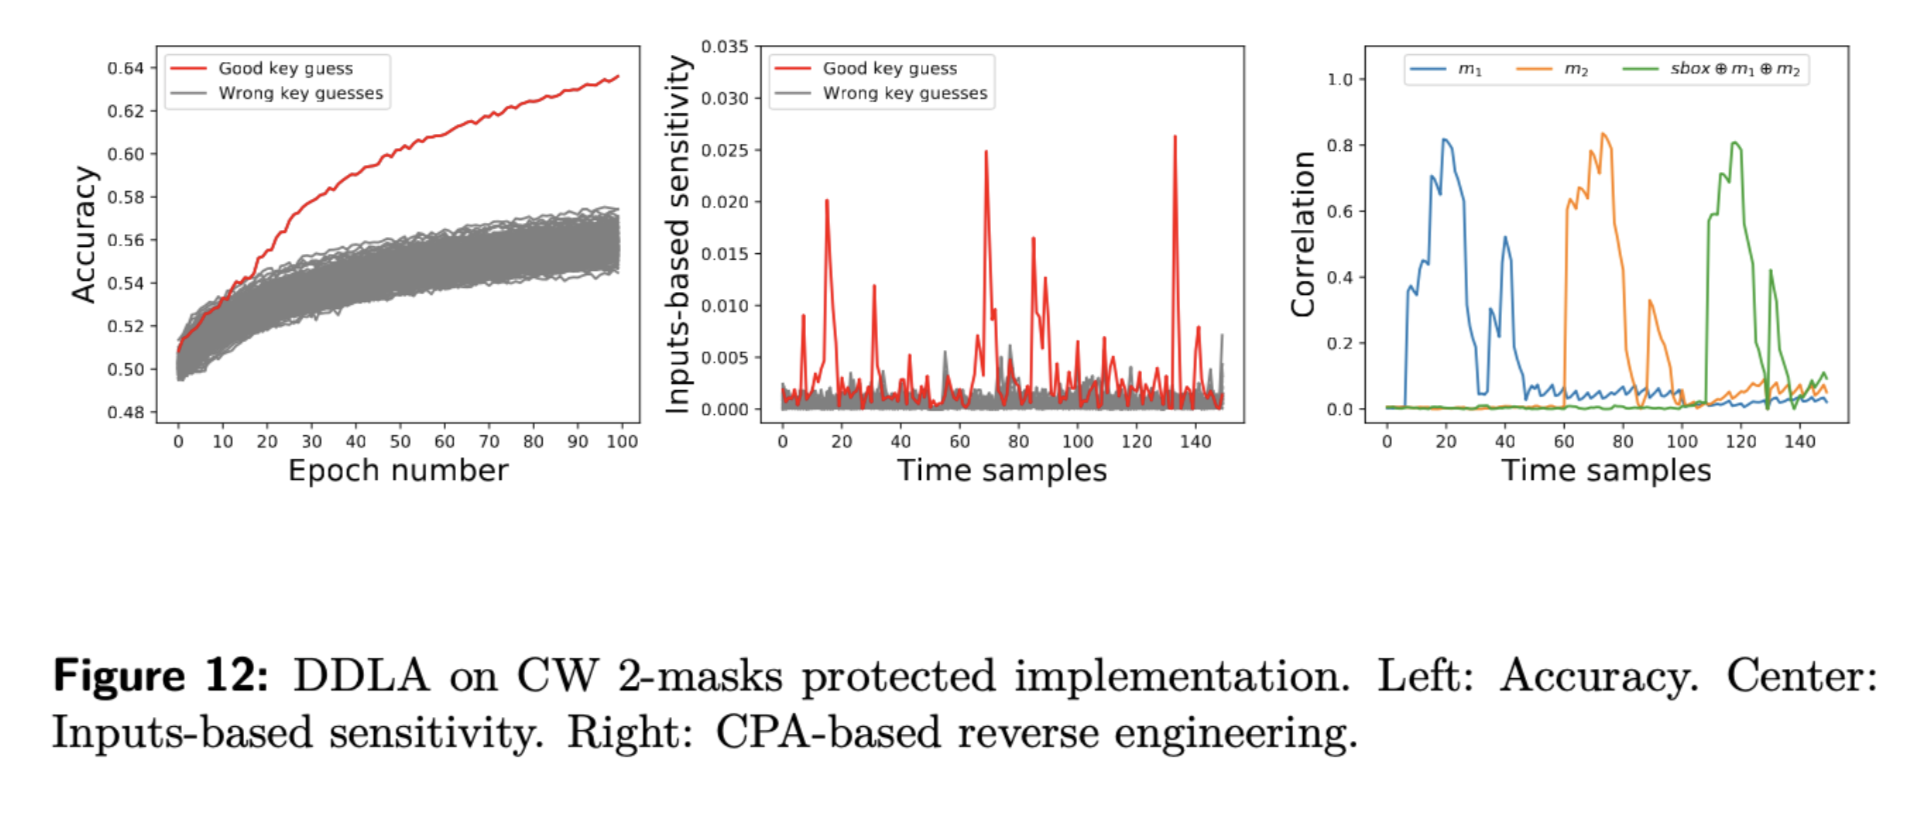 Accuracy
0.64
0.62
0.60
0.58
0.56
0.54
0.52
0.50
0.48
Good key guess
Wrong key guesses
0 10 20 30 40 50 60 70 80 90 100
Epoch number
Inputs-based sensitivity
0.035
0.030
0.025
0.020
0.015
0.010
0.005
0.000
Good key guess
Wrong key guesses
0 20 40 60 80 100 120 140
Time samples
Correlation
1.0
0.8
0.6
0.4
0.2
0.0
m₁ m₂ sbox ⊕ m₁ ⊕ m₂
0 20 40 60 80 100 120 140
Time samples
Figure 12: DDLA on CW 2-masks protected implementation. Left: Accuracy. Center:
Inputs-based sensitivity. Right: CPA-based reverse engineering.